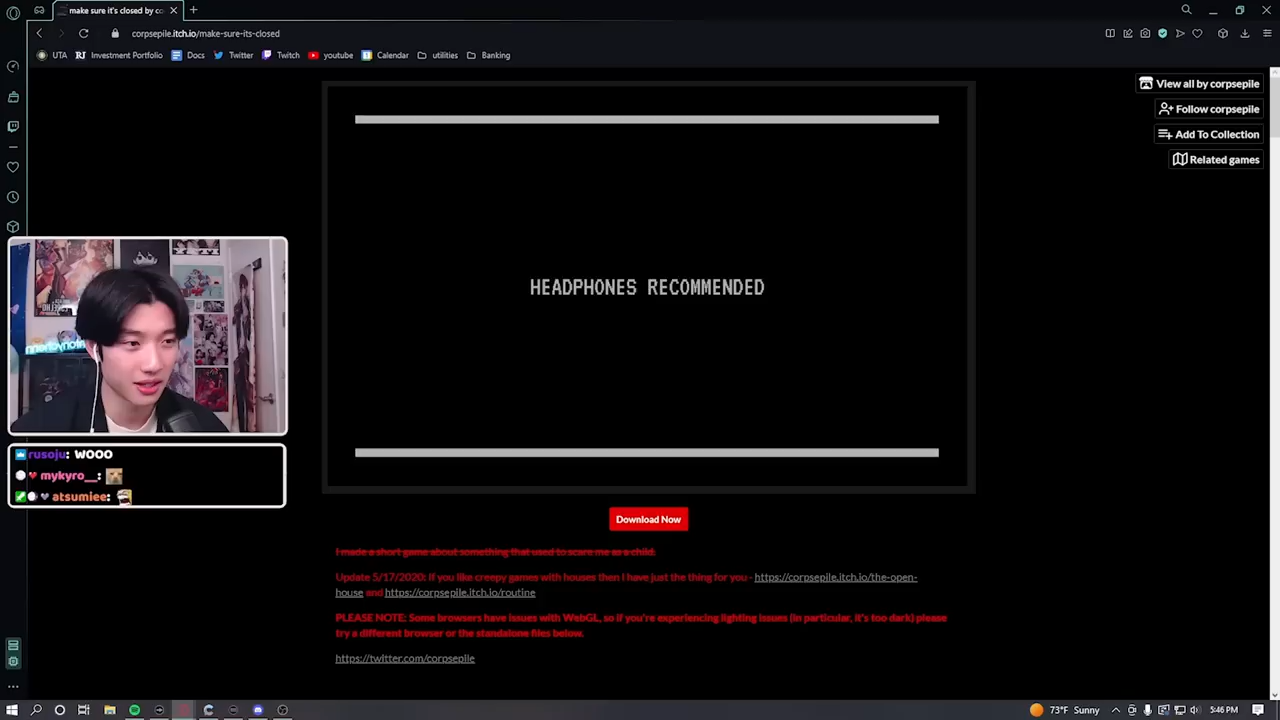 make sure it's closed by co
corpsepile.itch.io/make-sure-its-closed
UTA
RJ Investment Portfolio
Docs
Twitter
Twitch
youtube
Calendar
utilities
Banking
View all by corpsepile
Follow corpsepile
Add To Collection
Related games
HEADPHONES RECOMMENDED
rusoju: WOOO
mykyro__:
atsumiee:
Download Now
I made a short game about something that used to scare me as a child.
Update 5/17/2020: If you like creepy games with houses then I have just the thing for you - https://corpsepile.itch.io/the-open-
house and https://corpsepile.itch.io/routine
PLEASE NOTE: Some browsers have issues with WebGL, so if you're experiencing lighting issues (in particular, it's too dark) please
try a different browser or the standalone files below.
https://twitter.com/corpsepile
73°F Sunny
5:46 PM